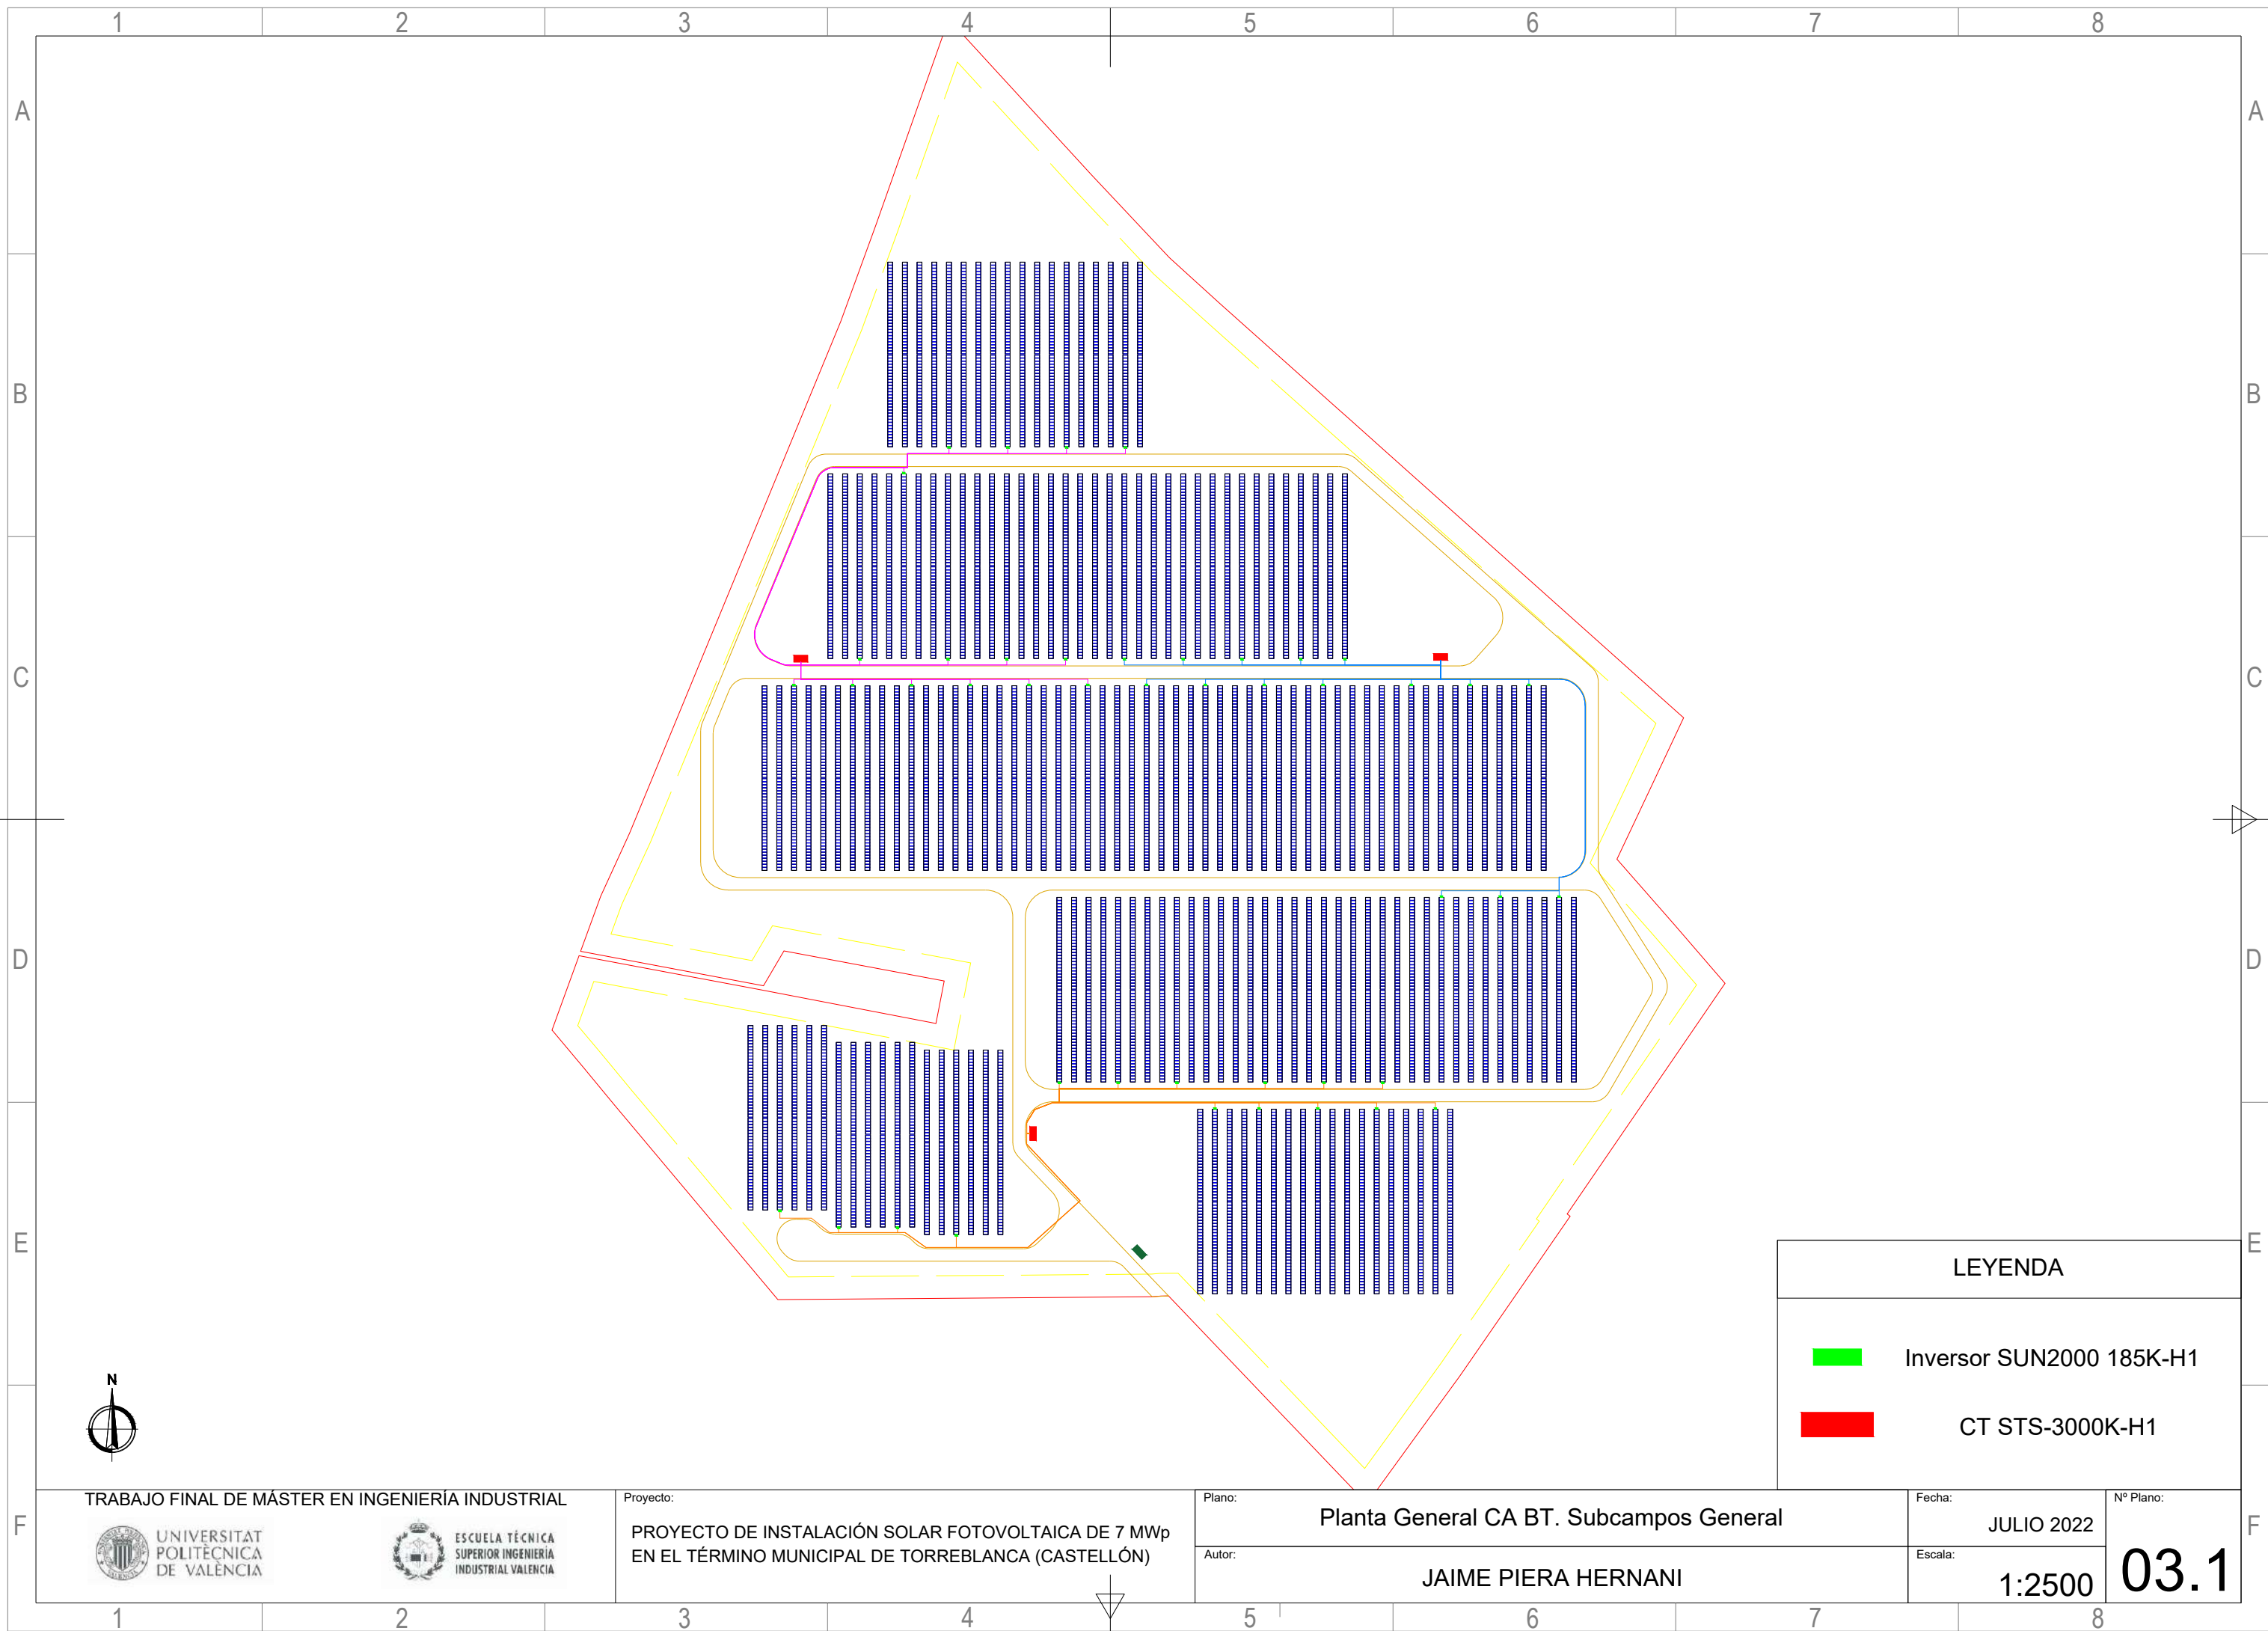 1 2 3 4 5 6 7 8
A A
B B
C C
D D
E E
F F
LEYENDA
Inversor SUN2000 185K-H1
CT STS-3000K-H1
N
TRABAJO FINAL DE MÁSTER EN INGENIERÍA INDUSTRIAL
UNIVERSITAT
POLITÈCNICA
DE VALÈNCIA
ESCUELA TÉCNICA
SUPERIOR INGENIERÍA
INDUSTRIAL VALENCIA
Proyecto:
PROYECTO DE INSTALACIÓN SOLAR FOTOVOLTAICA DE 7 MWp
EN EL TÉRMINO MUNICIPAL DE TORREBLANCA (CASTELLÓN)
Plano:
Planta General CA BT. Subcampos General
Autor:
JAIME PIERA HERNANI
Fecha:
JULIO 2022
Escala:
1:2500
Nº Plano:
03.1
1 2 3 4 5 6 7 8